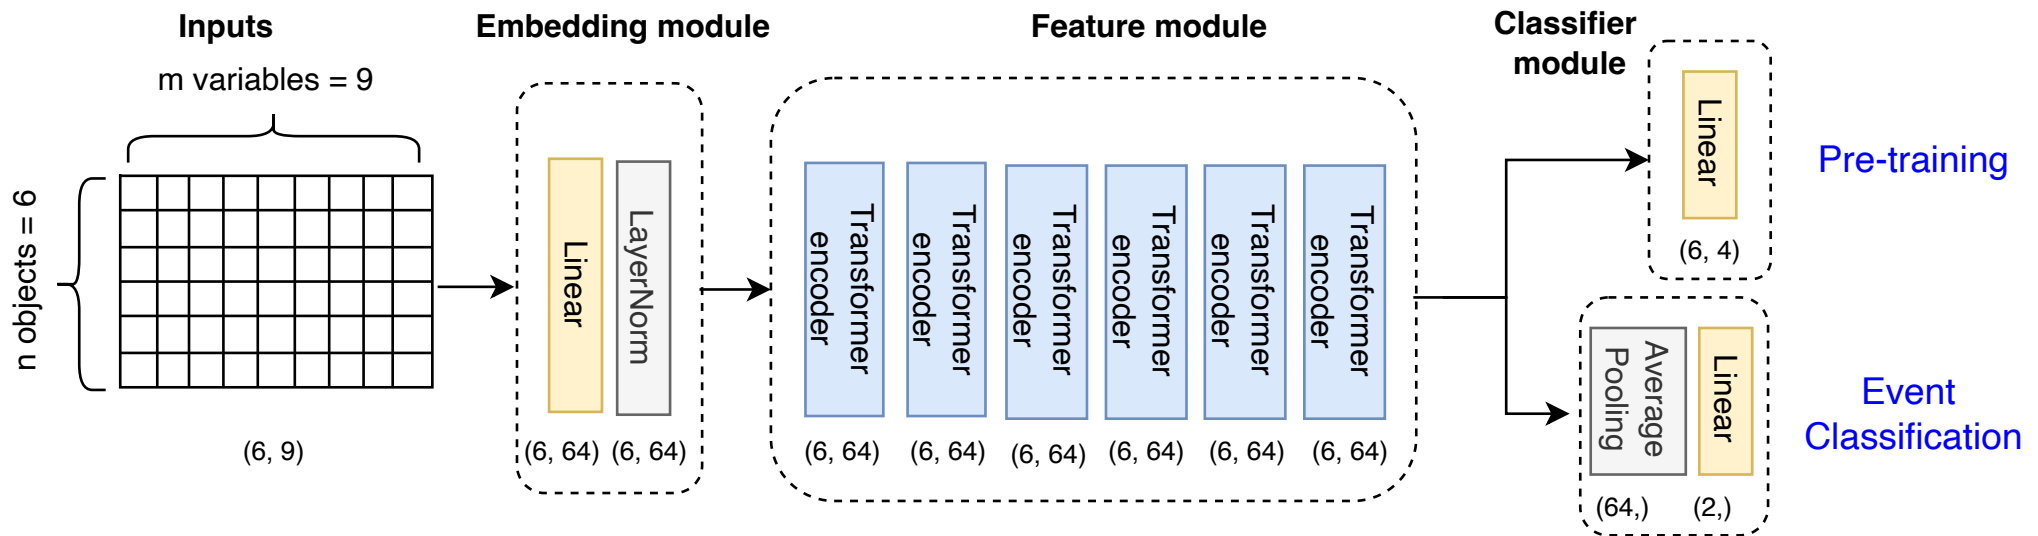 Inputs
m variables = 9
n objects = 6
(6, 9)
Embedding module
Linear
LayerNorm
(6, 64)
(6, 64)
Feature module
Transformer
encoder
Transformer
encoder
Transformer
encoder
Transformer
encoder
Transformer
encoder
Transformer
encoder
(6, 64)
(6, 64)
(6, 64)
(6, 64)
(6, 64)
(6, 64)
Classifier
module
Linear
(6, 4)
Pre-training
Average
Pooling
Linear
(64,)
(2,)
Event
Classification